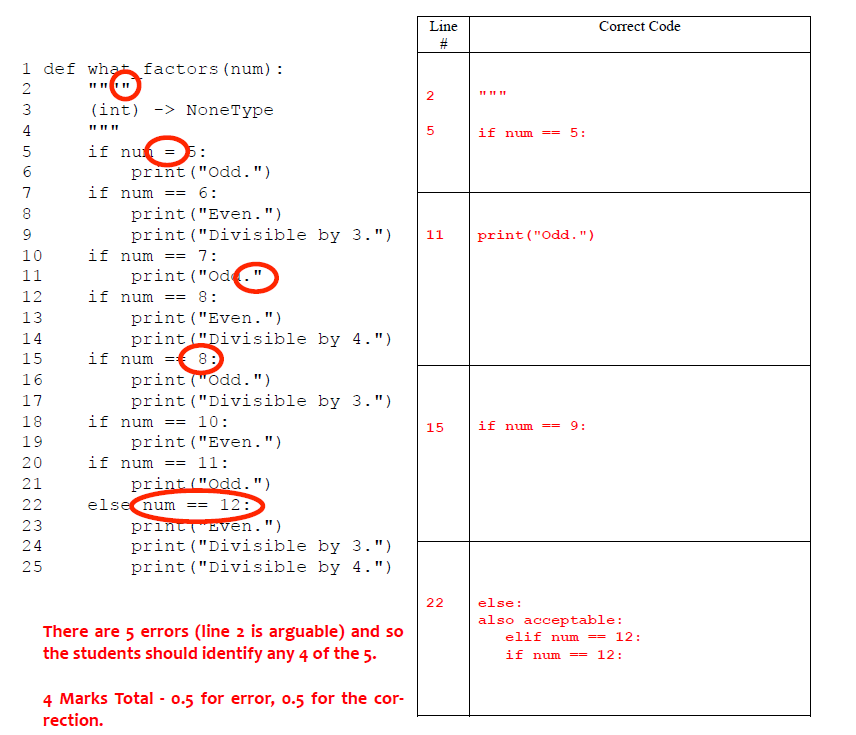 1 def what_factors(num):
2 """"
3 (int) -> NoneType
4 """
5 if num = 5:
6 print("Odd.")
7 if num == 6:
8 print("Even.")
9 print("Divisible by 3.")
10 if num == 7:
11 print("Odd."
12 if num == 8:
13 print("Even.")
14 print("Divisible by 4.")
15 if num == 8:
16 print("Odd.")
17 print("Divisible by 3.")
18 if num == 10:
19 print("Even.")
20 if num == 11:
21 print("Odd.")
22 else num == 12:
23 print("Even.")
24 print("Divisible by 3.")
25 print("Divisible by 4.")
There are 5 errors (line 2 is arguable) and so
the students should identify any 4 of the 5.
4 Marks Total - 0.5 for error, 0.5 for the cor-
rection.
Line # Correct Code
2 """
5 if num == 5:
11 print("Odd.")
15 if num == 9:
22 else:
also acceptable:
elif num == 12:
if num == 12: